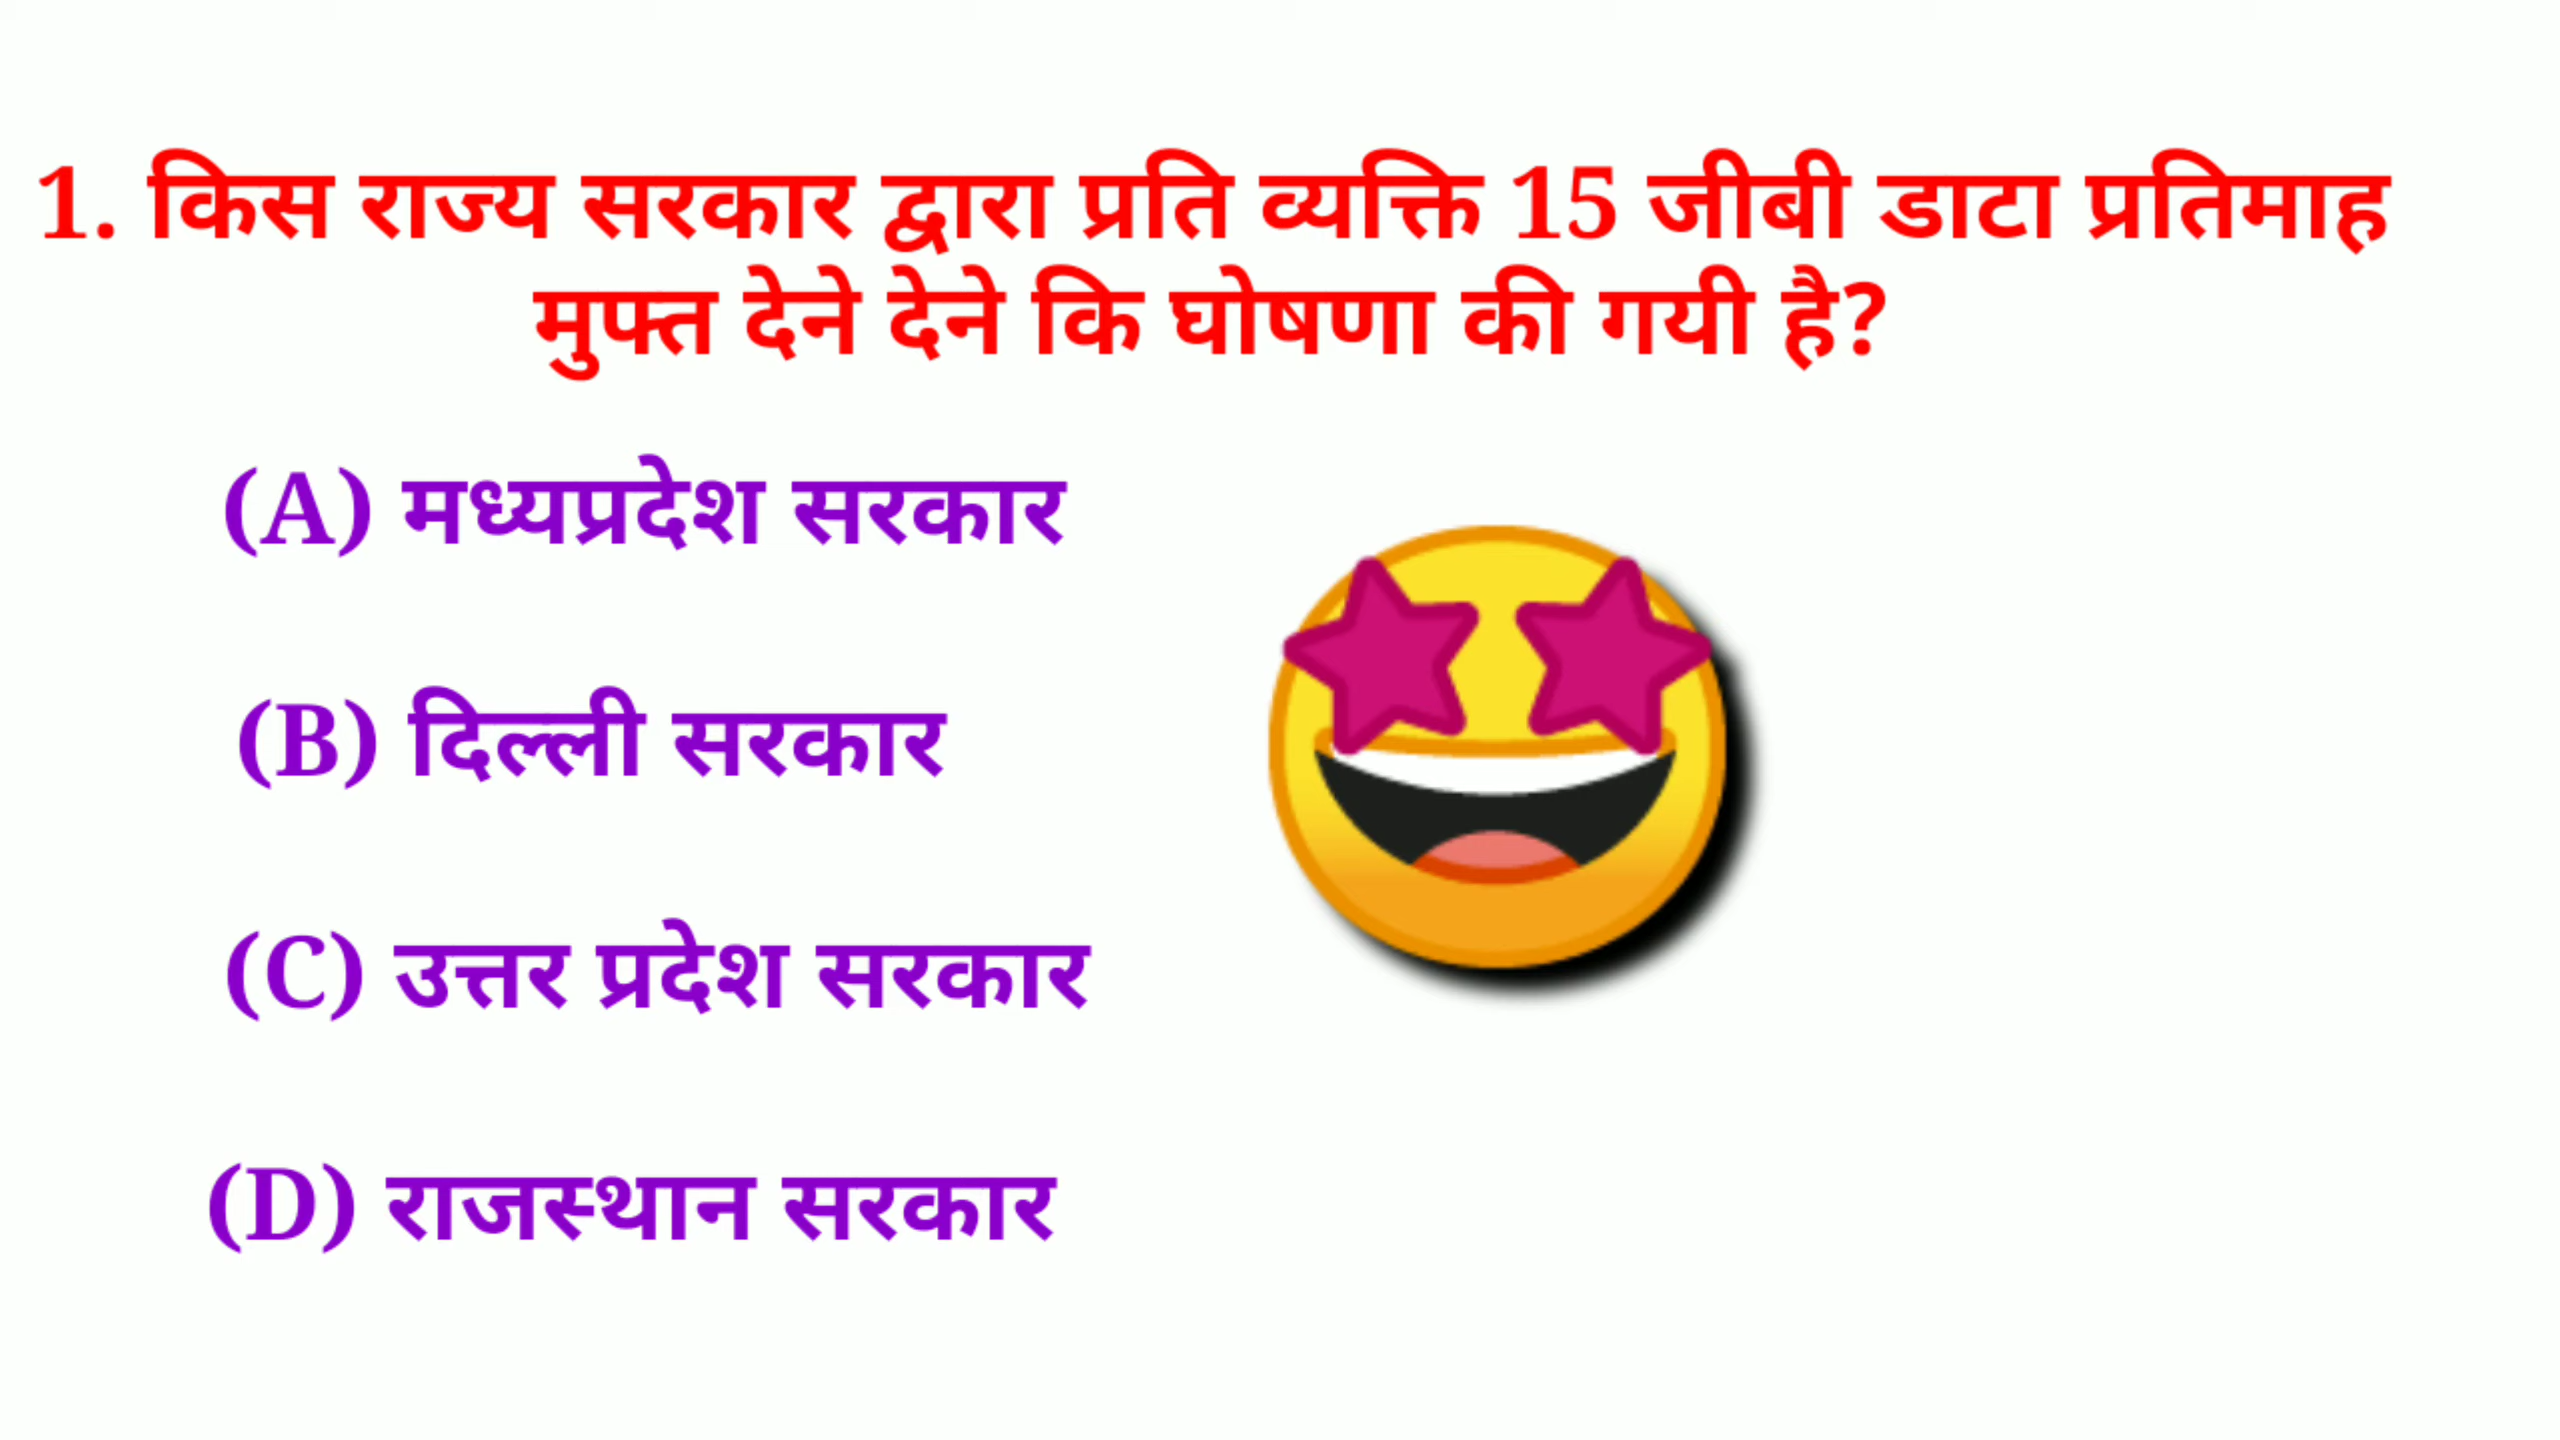 1. किस राज्य सरकार द्वारा प्रति व्यक्ति 15 जीबी डाटा प्रतिमाह
मुफ्त देने देने कि घोषणा की गयी है?
(A) मध्यप्रदेश सरकार
(B) दिल्ली सरकार
(C) उत्तर प्रदेश सरकार
(D) राजस्थान सरकार